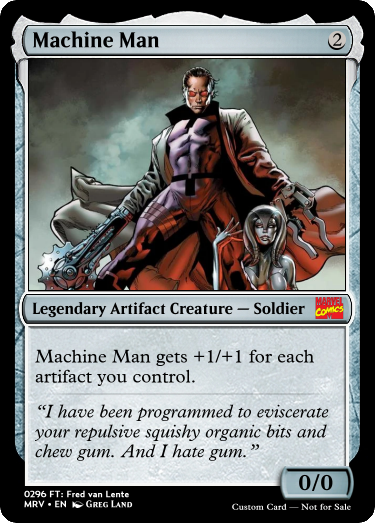 Machine Man
2
Legendary Artifact Creature — Soldier
MARVEL
COMICS
Machine Man gets +1/+1 for each
artifact you control.
“I have been programmed to eviscerate
your repulsive squishy organic bits and
chew gum. And I hate gum.”
0/0
0296 FT: Fred van Lente
MRV • EN Greg Land
Custom Card — Not for Sale